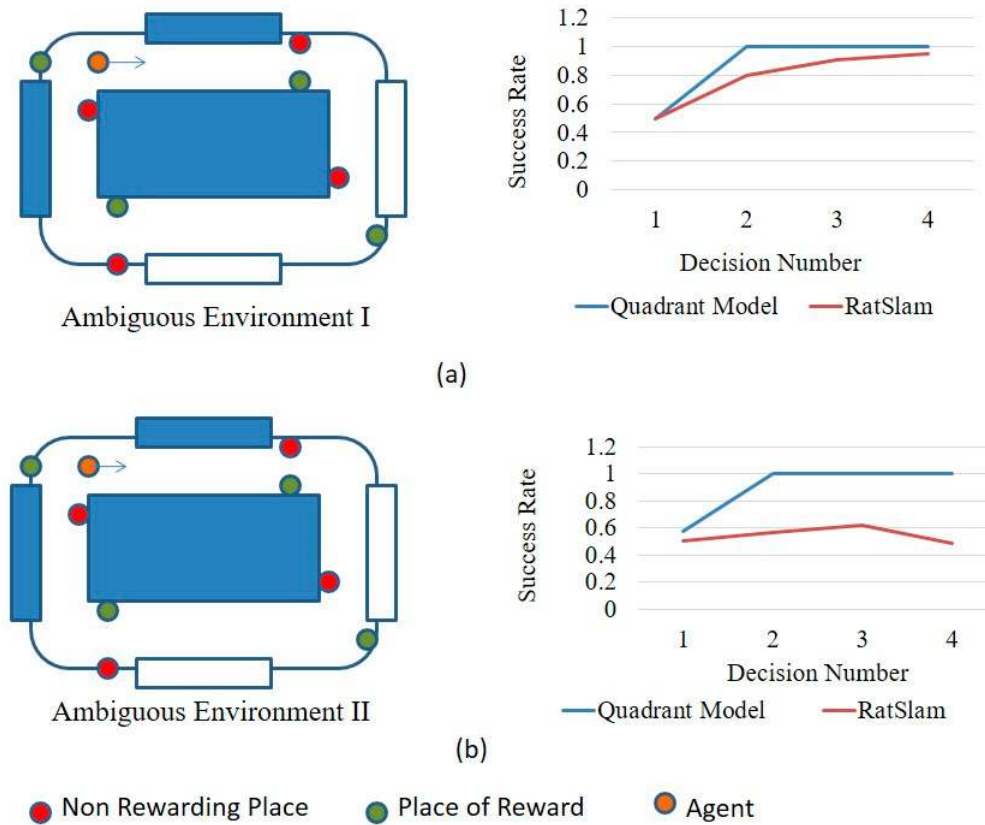 1.2
1
0.8
0.6
0.4
0.2
0
Success Rate
1 2 3 4
Decision Number
Quadrant Model RatSlam
Ambiguous Environment I
(a)
1.2
1
0.8
0.6
0.4
0.2
0
Success Rate
1 2 3 4
Decision Number
Quadrant Model RatSlam
Ambiguous Environment II
(b)
Non Rewarding Place Place of Reward Agent